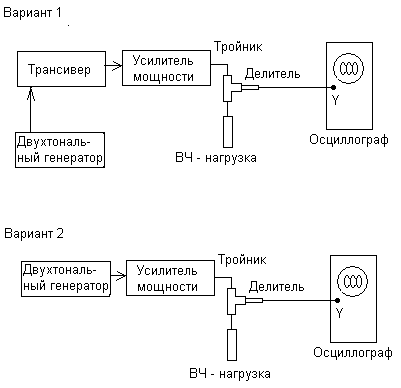 Вариант 1
Трансивер
Усилитель
мощности
Тройник
Делитель
Y
Осциллограф
Двухтональ-
ный генератор
ВЧ - нагрузка
Вариант 2
Двухтональ-
ный генератор
Усилитель
мощности
Тройник
Делитель
Y
Осциллограф
ВЧ - нагрузка